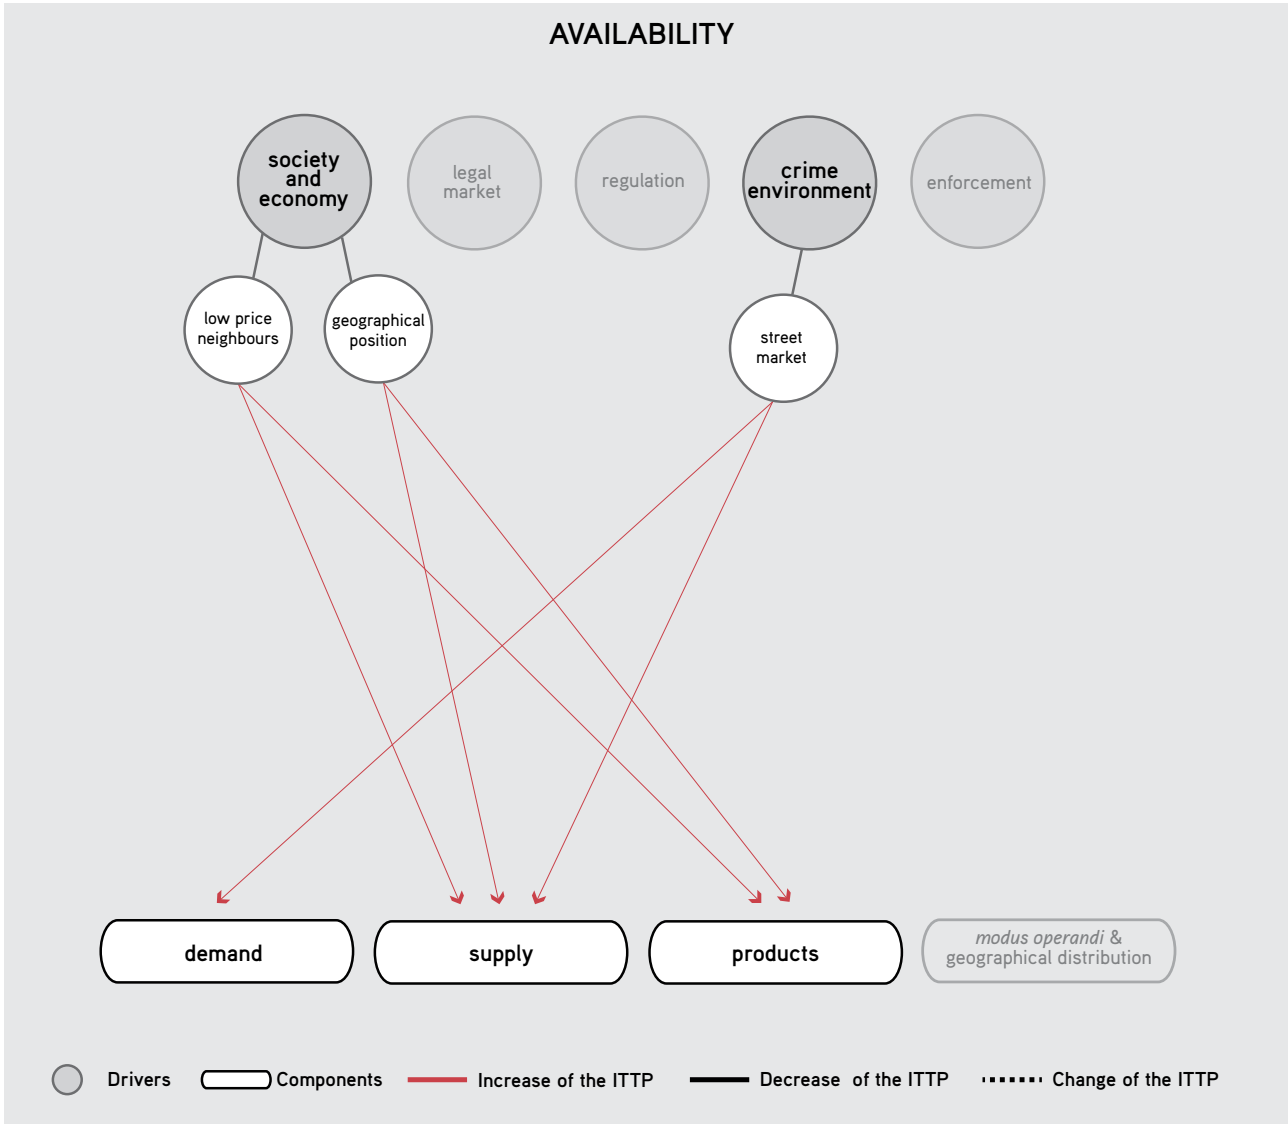 AVAILABILITY
society
and
economy
legal
market
regulation
crime
environment
enforcement
low price
neighbours
geographical
position
street
market
demand
supply
products
modus operandi &
geographical distribution
Drivers
Components
Increase of the ITTP
Decrease of the ITTP
Change of the ITTP